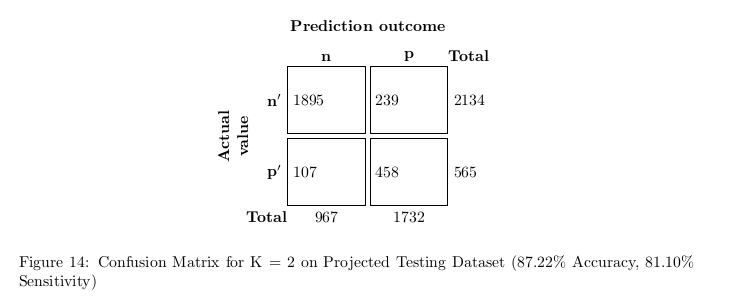 Prediction outcome
n p Total
Actual
value
n′ 1895 239 2134
p′ 107 458 565
Total 967 1732
Figure 14: Confusion Matrix for K = 2 on Projected Testing Dataset (87.22% Accuracy, 81.10%
Sensitivity)